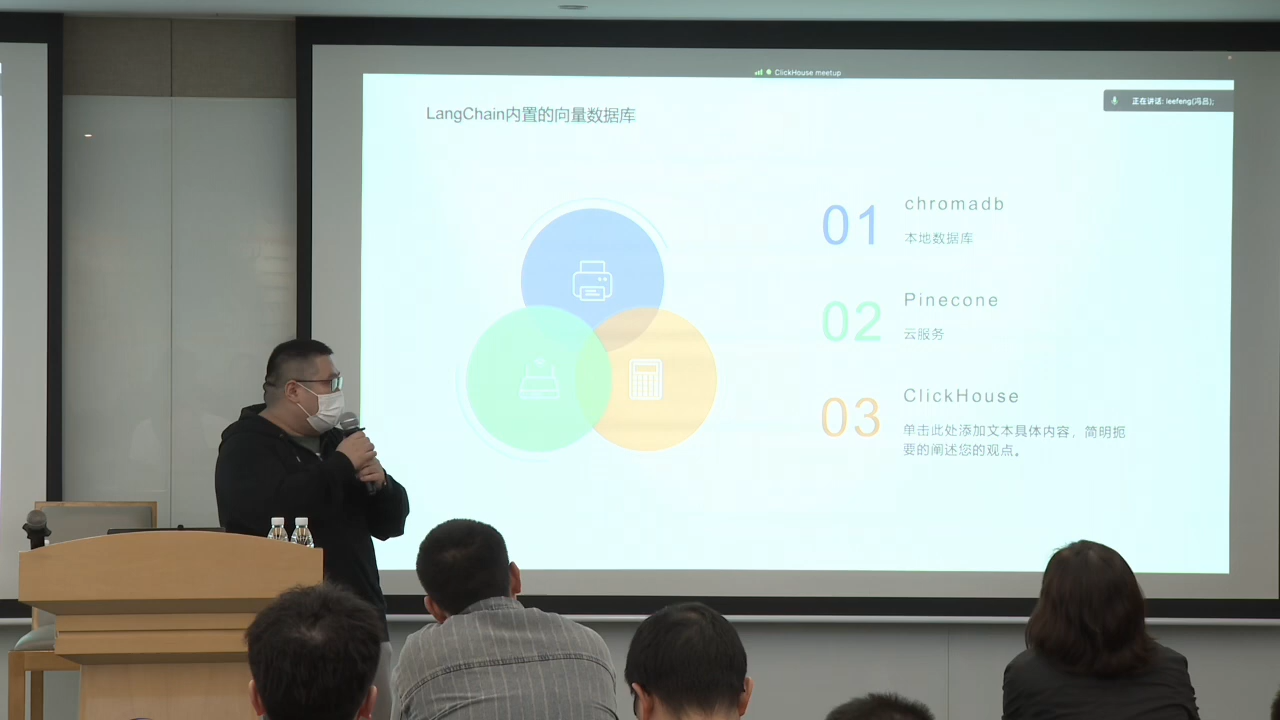 ClickHouse meetup
正在讲话: leefeng(冯吕);
LangChain内置的向量数据库
01
chromadb
本地数据库
02
Pinecone
云服务
03
ClickHouse
单击此处添加文本具体内容，简明扼
要的阐述您的观点。